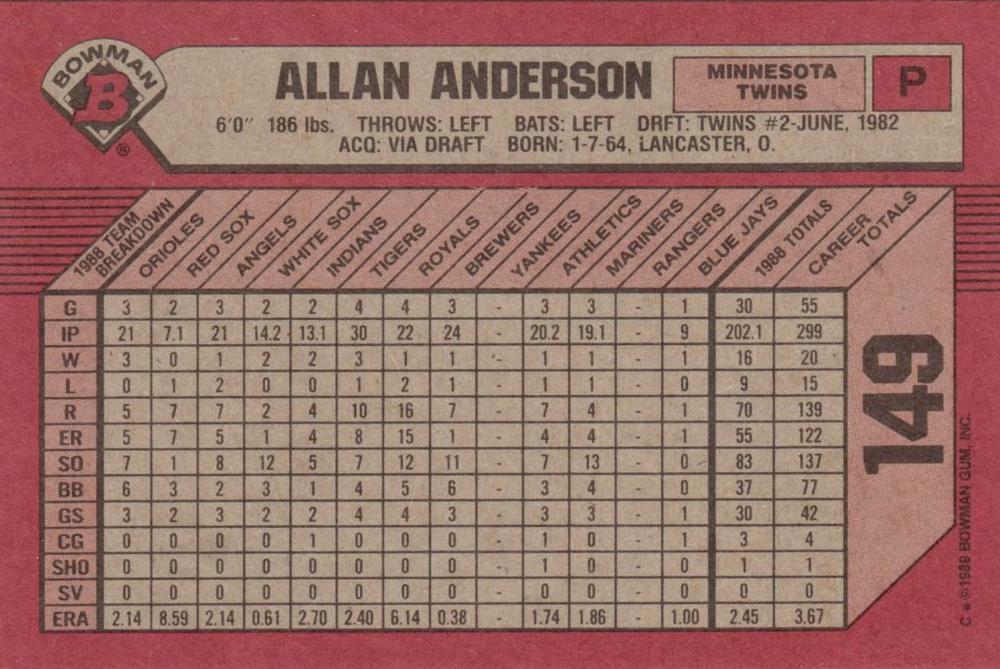 BOWMAN
B
®
ALLAN ANDERSON
MINNESOTA
TWINS
P
6'0" 186 lbs. THROWS: LEFT BATS: LEFT DRFT: TWINS #2-JUNE, 1982
ACQ: VIA DRAFT BORN: 1-7-64, LANCASTER, O.
1988 TEAM BREAKDOWN ORIOLES RED SOX ANGELS WHITE SOX INDIANS TIGERS ROYALS BREWERS YANKEES ATHLETICS MARINERS RANGERS BLUE JAYS 1988 TOTALS CAREER TOTALS
G 3 2 3 2 2 4 4 3 - 3 3 - 1 30 55
IP 21 7.1 21 14.2 13.1 30 22 24 - 20.2 19.1 - 9 202.1 299
W 3 0 1 2 2 3 1 1 - 1 1 - 1 16 20
L 0 1 2 0 0 1 2 1 - 1 1 - 0 9 15
R 5 7 7 2 4 10 16 7 - 7 4 - 1 70 139
ER 5 7 5 1 4 8 15 1 - 4 4 - 1 55 122
SO 7 1 8 12 5 7 12 11 - 7 13 - 0 83 137
BB 6 3 2 3 1 4 5 6 - 3 4 - 0 37 77
GS 3 2 3 2 2 4 4 3 - 3 3 - 1 30 42
CG 0 0 0 0 1 0 0 0 - 1 0 - 1 3 4
SHO 0 0 0 0 0 0 0 0 - 1 0 - 0 1 1
SV 0 0 0 0 0 0 0 0 - 0 0 - 0 0 0
ERA 2.14 8.59 2.14 0.61 2.70 2.40 6.14 0.38 - 1.74 1.86 - 1.00 2.45 3.67
149
C * © 1989 BOWMAN GUM, INC.